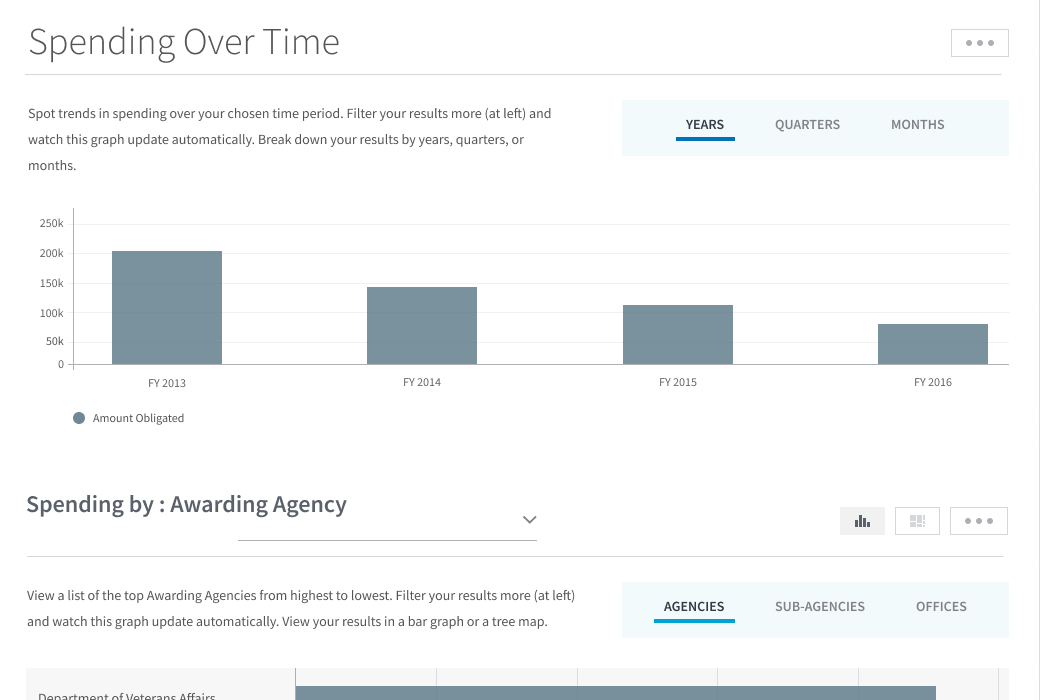 Spending Over Time
Spot trends in spending over your chosen time period. Filter your results more (at left) and
watch this graph update automatically. Break down your results by years, quarters, or
months.
YEARS QUARTERS MONTHS
250k
200k
150k
100k
50k
0
FY 2013 FY 2014 FY 2015 FY 2016
Amount Obligated
Spending by : Awarding Agency
View a list of the top Awarding Agencies from highest to lowest. Filter your results more (at left)
and watch this graph update automatically. View your results in a bar graph or a tree map.
AGENCIES SUB-AGENCIES OFFICES
Department of Veterans Affairs